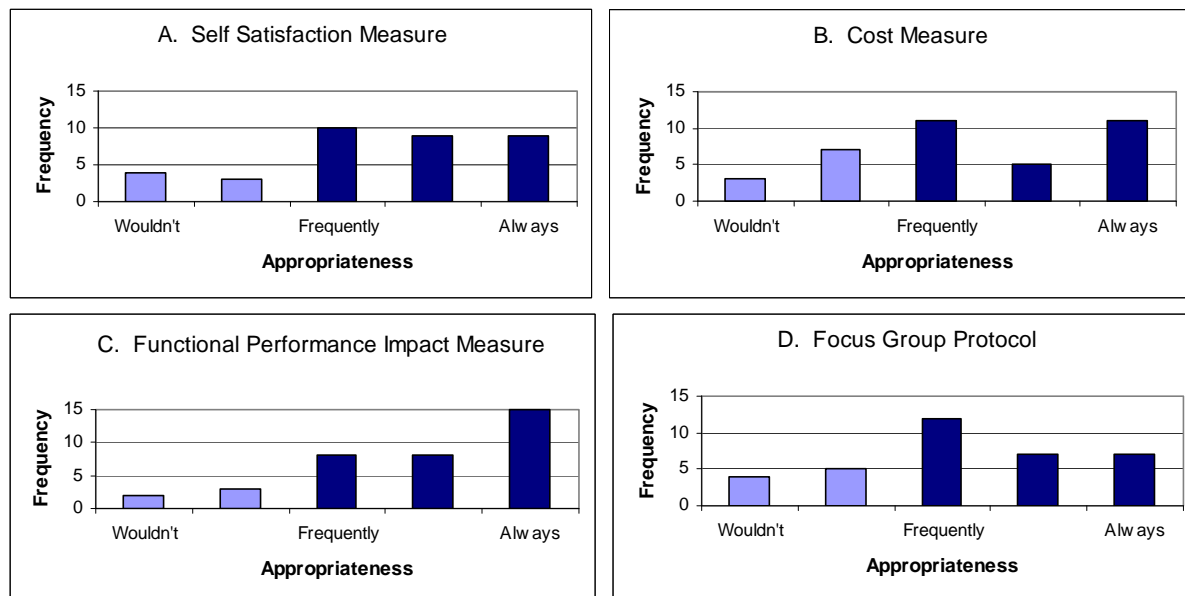 A. Self Satisfaction Measure
15
10
5
0
Frequency
Wouldn't Frequently Always
Appropriateness
B. Cost Measure
15
10
5
0
Frequency
Wouldn't Frequently Always
Appropriateness
C. Functional Performance Impact Measure
15
10
5
0
Frequency
Wouldn't Frequently Always
Appropriateness
D. Focus Group Protocol
15
10
5
0
Frequency
Wouldn't Frequently Always
Appropriateness